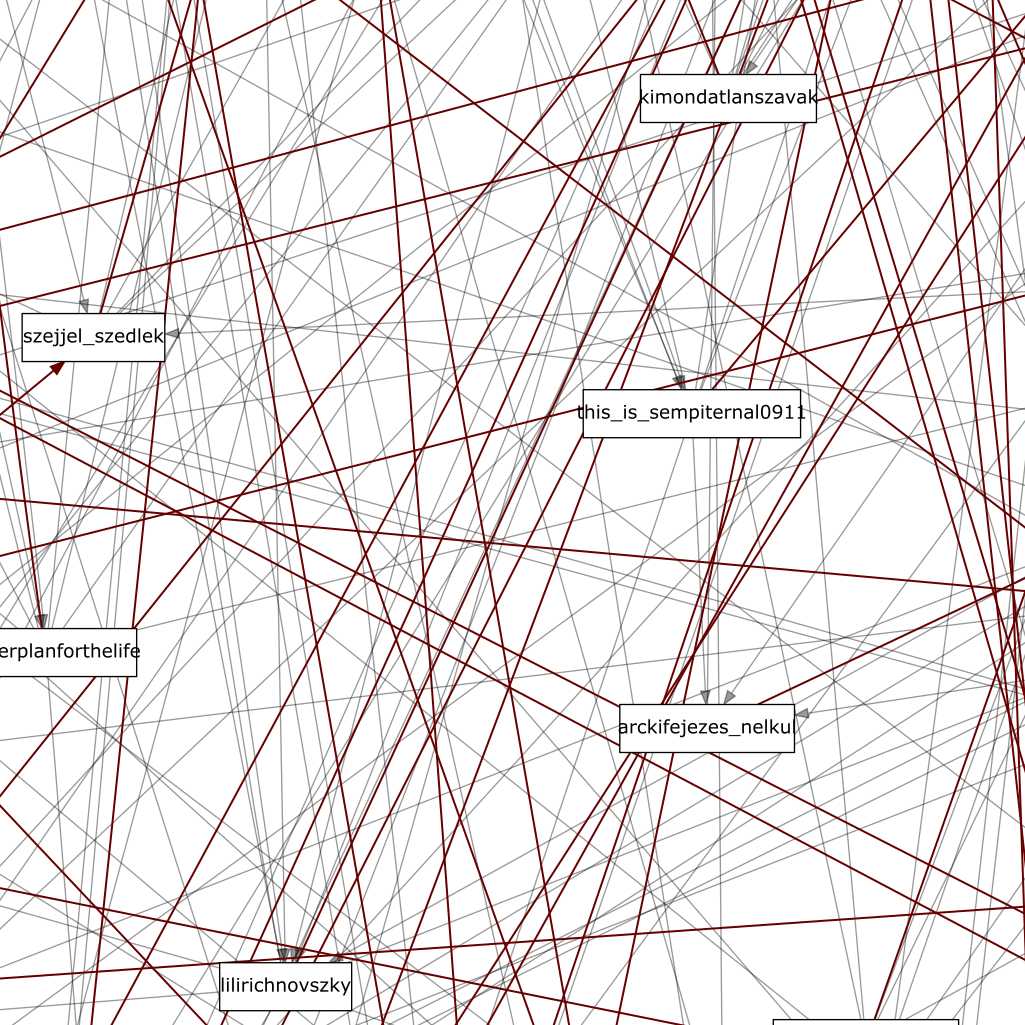 kimondatlanszavak
szejjel_szedlek
this_is_sempiternal0911
erplanforthelife
arckifejezes_nelkul
lilirichnovszky